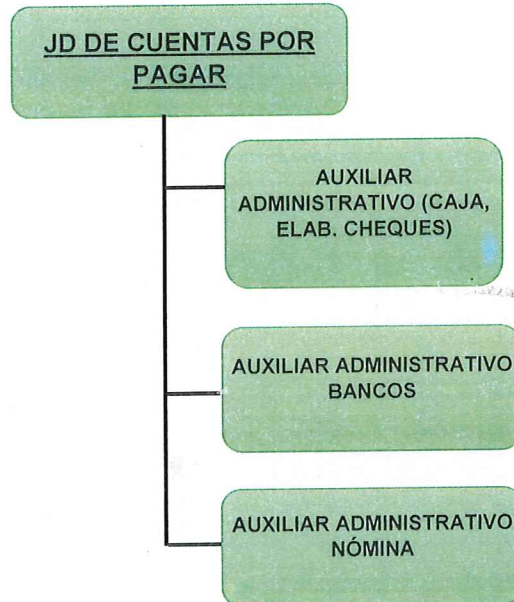 JD DE CUENTAS POR
PAGAR
AUXILIAR
ADMINISTRATIVO (CAJA,
ELAB. CHEQUES)
AUXILIAR ADMINISTRATIVO
BANCOS
AUXILIAR ADMINISTRATIVO
NÓMINA